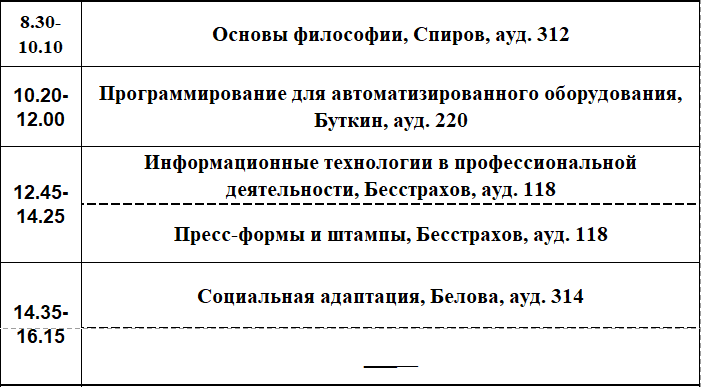 8.30-
10.10
Основы философии, Спиров, ауд. 312
10.20-
12.00
Программирование для автоматизированного оборудования,
Буткин, ауд. 220
12.45-
14.25
Информационные технологии в профессиональной
деятельности, Бесстрахов, ауд. 118
Пресс-формы и штампы, Бесстрахов, ауд. 118
14.35-
16.15
Социальная адаптация, Белова, ауд. 314